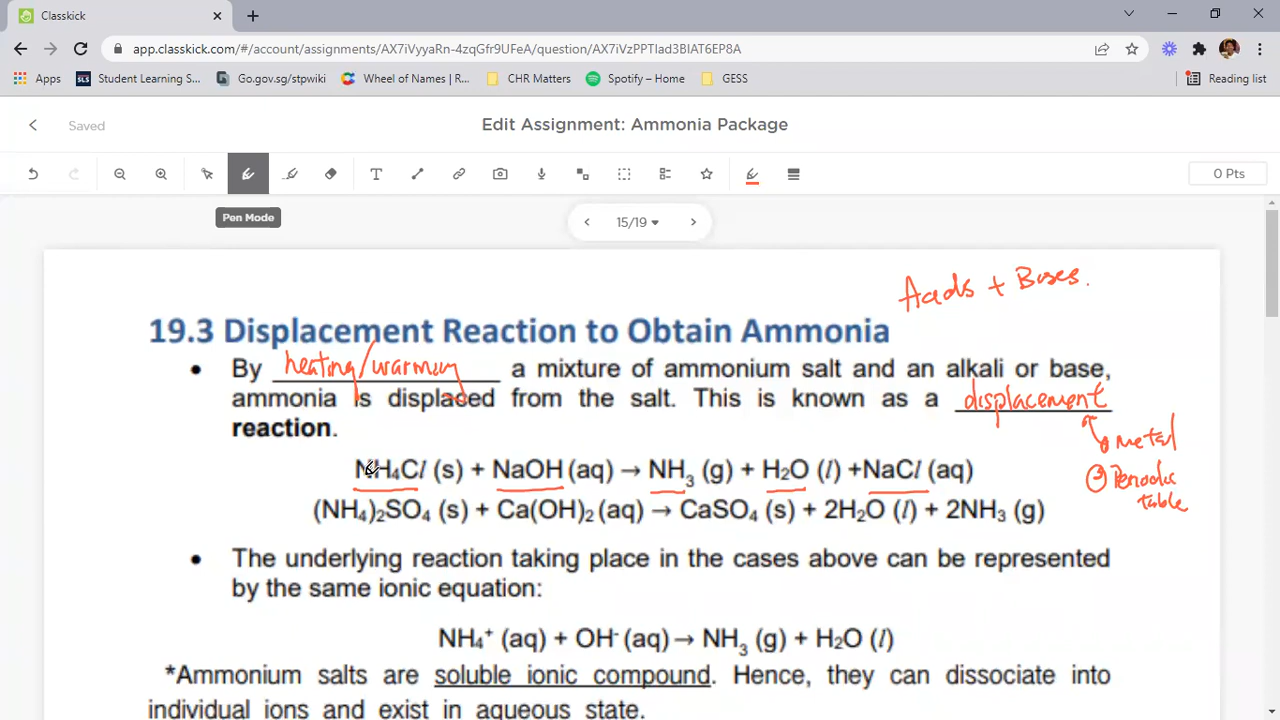 Classkick
app.classkick.com/#/account/assignments/AX7iVyyaRn-4zqGfr9UFeA/question/AX7iVzPPTIad3BIAT6EP8A
Apps Student Learning S... Go.gov.sg/stpwiki Wheel of Names | R... CHR Matters Spotify – Home GESS Reading list
Saved Edit Assignment: Ammonia Package
T 0 Pts
Pen Mode 15/19
Acids + Bases.
19.3 Displacement Reaction to Obtain Ammonia
• By heating/warming a mixture of ammonium salt and an alkali or base,
ammonia is displaced from the salt. This is known as a displacement
reaction.
metal
NH₄Cl (s) + NaOH (aq) → NH₃ (g) + H₂O (l) +NaCl (aq)
② Periodic
table
(NH₄)₂SO₄ (s) + Ca(OH)₂ (aq) → CaSO₄ (s) + 2H₂O (l) + 2NH₃ (g)
• The underlying reaction taking place in the cases above can be represented
by the same ionic equation:
NH₄⁺ (aq) + OH⁻ (aq) → NH₃ (g) + H₂O (l)
*Ammonium salts are soluble ionic compound. Hence, they can dissociate into
individual ions and exist in aqueous state.